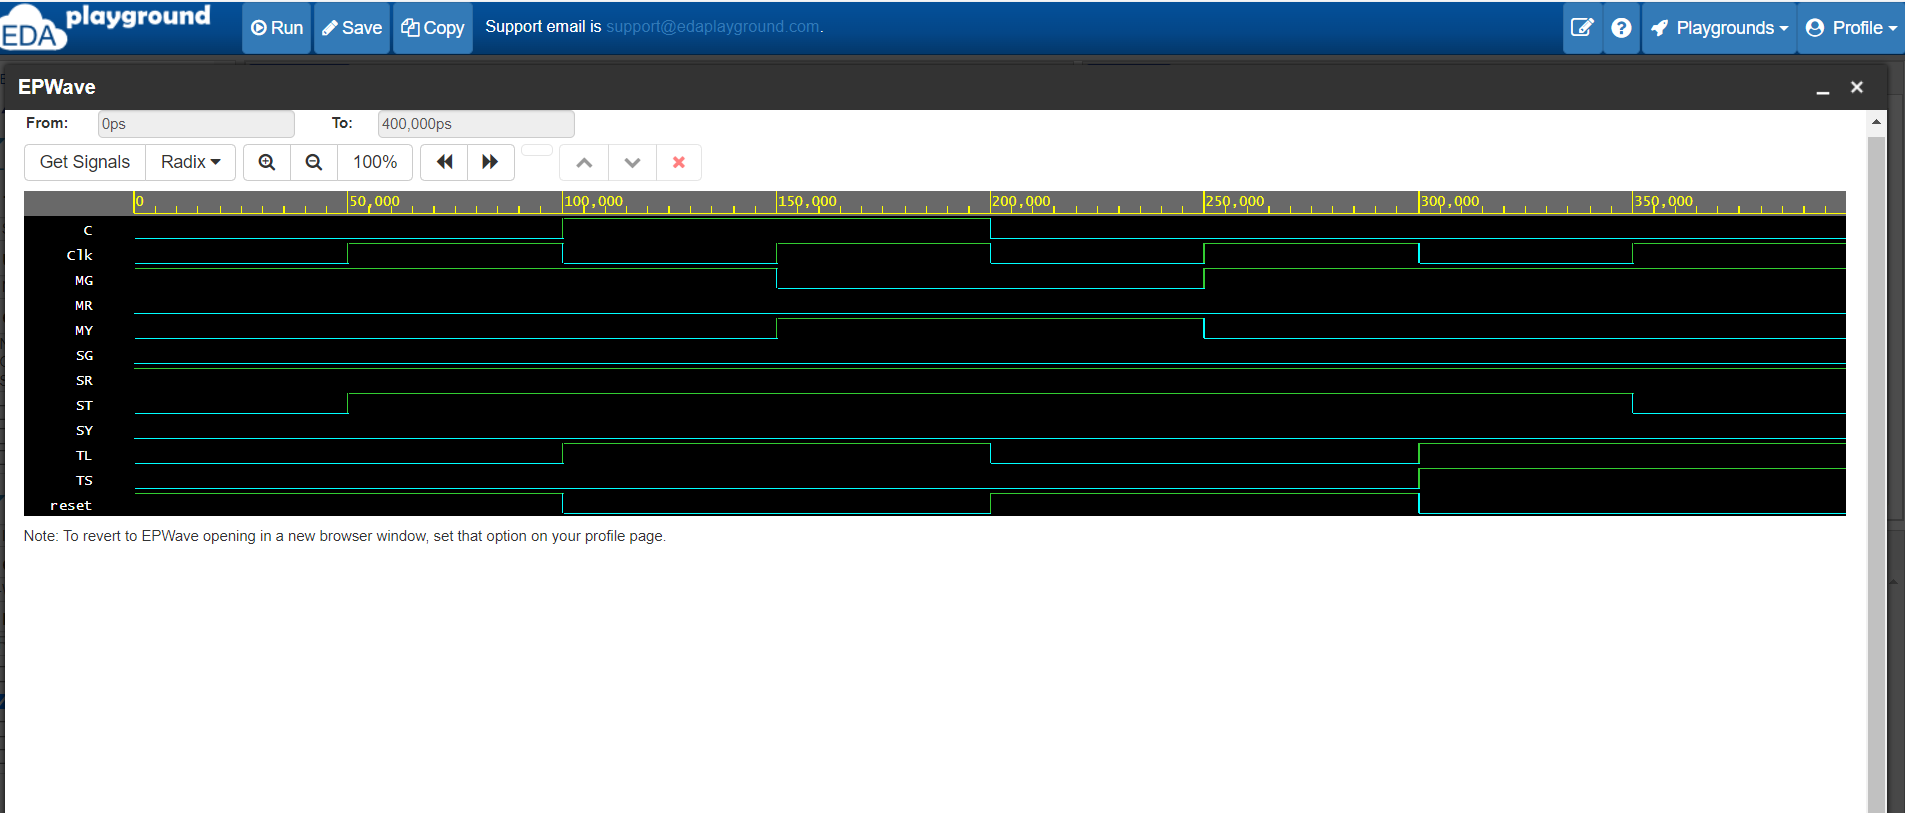 EDA playground
Run Save Copy Support email is support@edaplayground.com. Playgrounds Profile
EPWave
From: 0ps To: 400,000ps
Get Signals Radix 100%
0 50,000 100,000 150,000 200,000 250,000 300,000 350,000
C
Clk
MG
MR
MY
SG
SR
ST
SY
TL
TS
reset
Note: To revert to EPWave opening in a new browser window, set that option on your profile page.